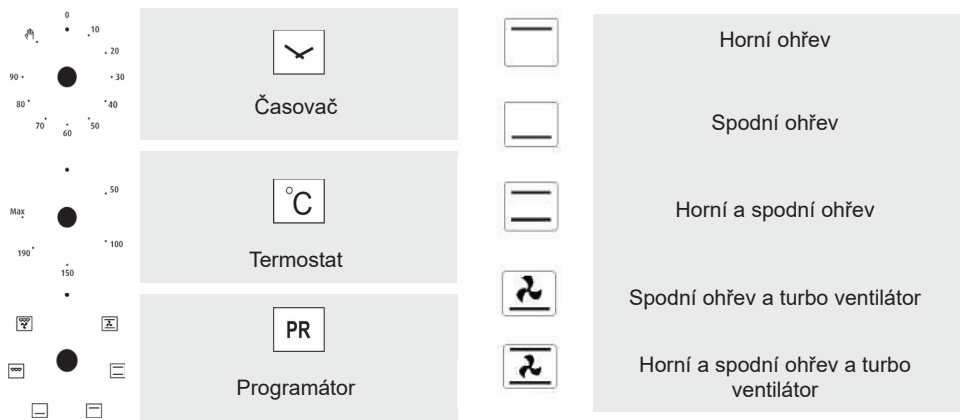 0
10
20
90
30
80
40
70
50
60
Časovač
50
Max
100
190
150
°C
Termostat
PR
Programátor
Horní ohřev
Spodní ohřev
Horní a spodní ohřev
Spodní ohřev a turbo ventilátor
Horní a spodní ohřev a turbo
ventilátor